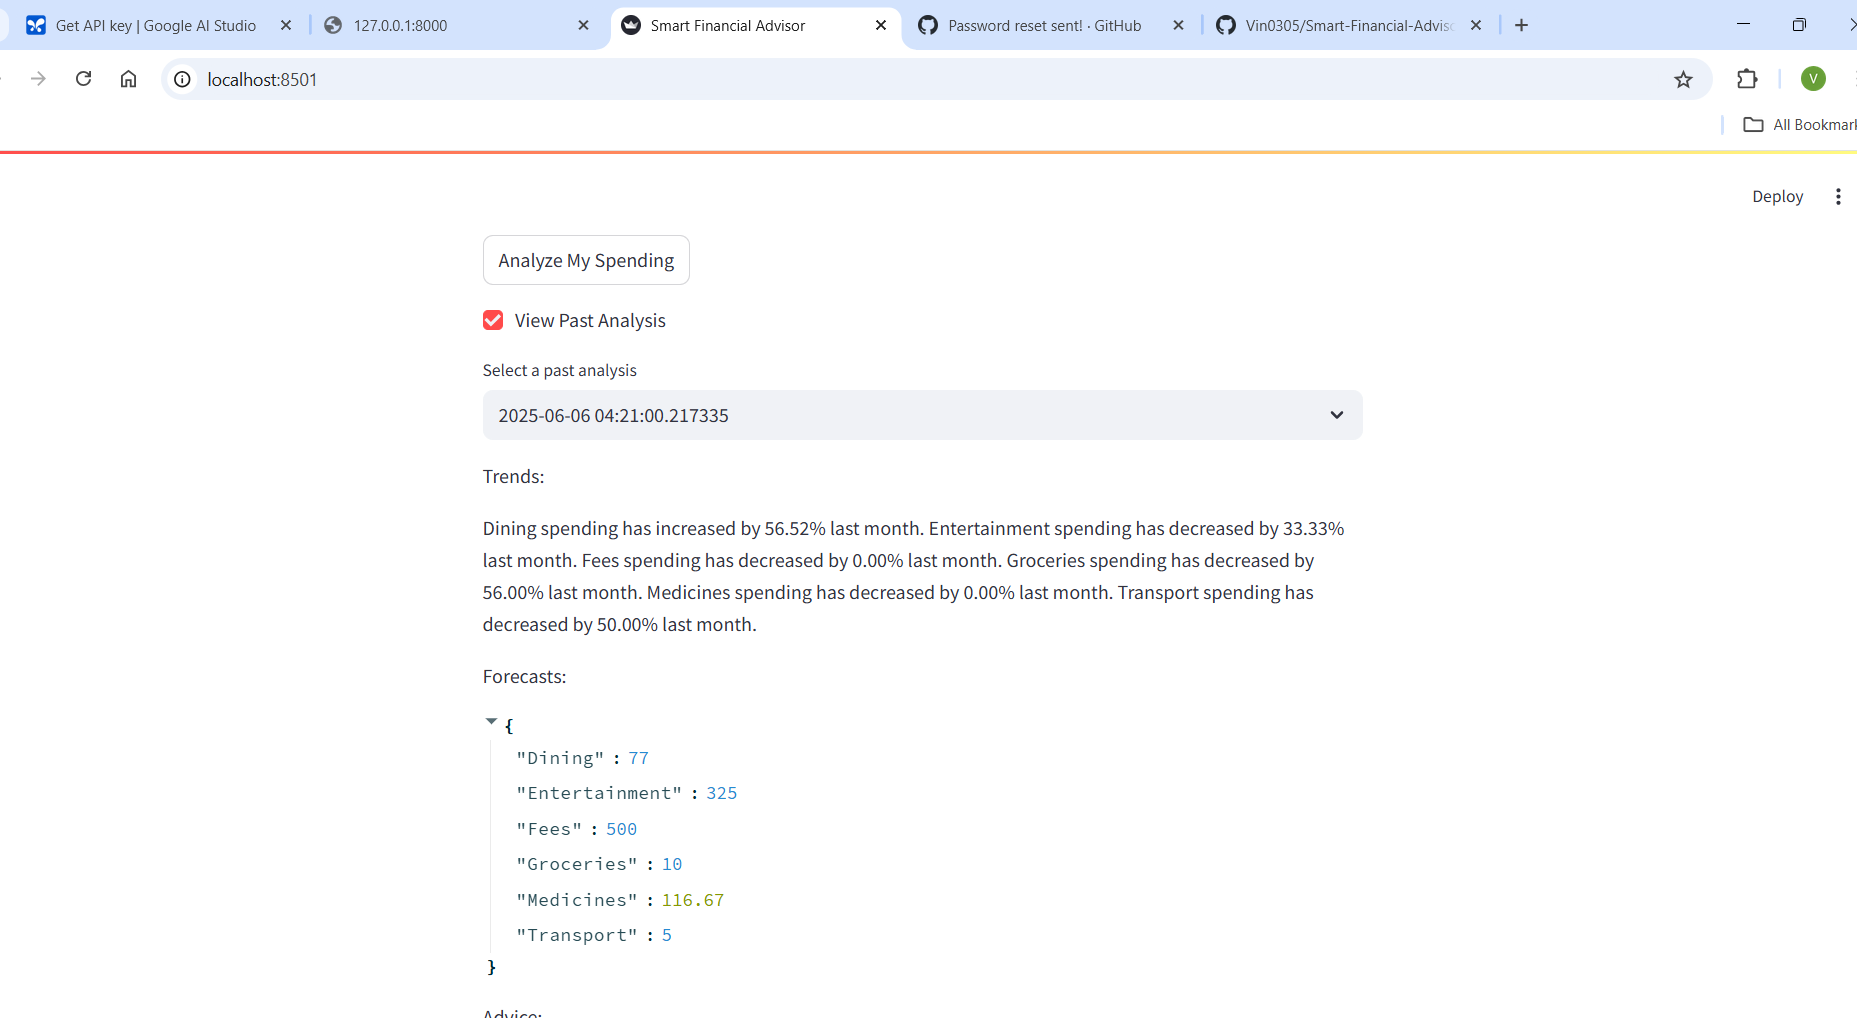 Get API key | Google AI Studio
127.0.0.1:8000
Smart Financial Advisor
Password reset sent! · GitHub
Vin0305/Smart-Financial-Adviso
localhost:8501
V
All Bookmark
Deploy
Analyze My Spending
View Past Analysis
Select a past analysis
2025-06-06 04:21:00.217335
Trends:
Dining spending has increased by 56.52% last month. Entertainment spending has decreased by 33.33%
last month. Fees spending has decreased by 0.00% last month. Groceries spending has decreased by
56.00% last month. Medicines spending has decreased by 0.00% last month. Transport spending has
decreased by 50.00% last month.
Forecasts:
{
"Dining" : 77
"Entertainment" : 325
"Fees" : 500
"Groceries" : 10
"Medicines" : 116.67
"Transport" : 5
}
Advice: